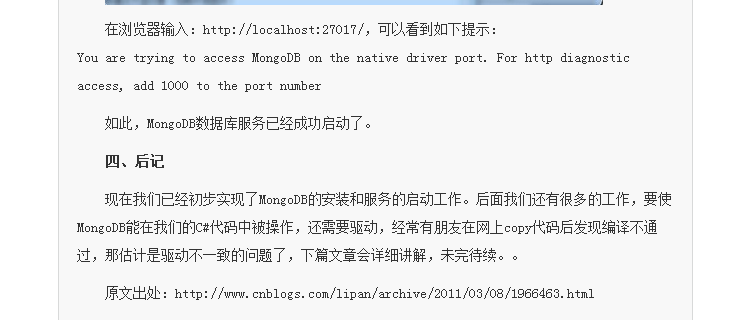 在浏览器输入：http://localhost:27017/，可以看到如下提示：
You are trying to access MongoDB on the native driver port. For http diagnostic
access, add 1000 to the port number
如此，MongoDB数据库服务已经成功启动了。
四、后记
现在我们已经初步实现了MongoDB的安装和服务的启动工作。后面我们还有很多的工作，要使
MongoDB能在我们的C#代码中被操作，还需要驱动，经常有朋友在网上copy代码后发现编译不通
过，那估计是驱动不一致的问题了，下篇文章会详细讲解，未完待续。。
原文出处：http://www.cnblogs.com/lipan/archive/2011/03/08/1966463.html